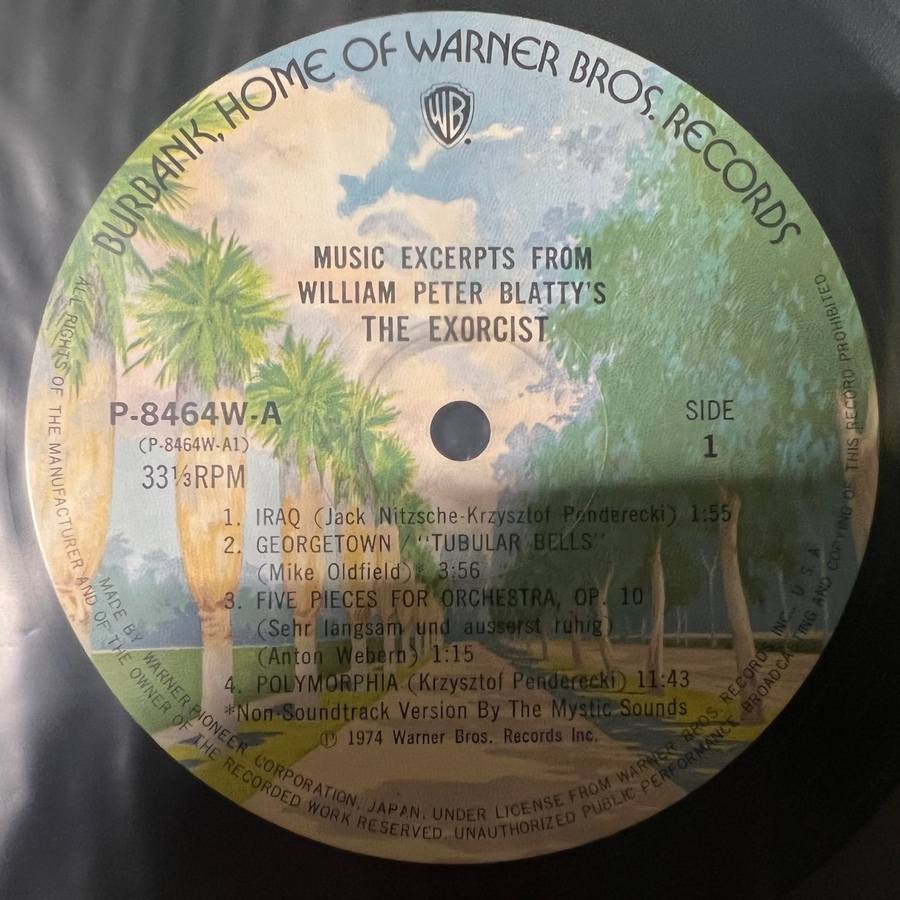 BURBANK, HOME OF WARNER BROS. RECORDS
WB
MUSIC EXCERPTS FROM
WILLIAM PETER BLATTY'S
THE EXORCIST
P-8464W-A
(P-8464W-A1)
33⅓RPM
SIDE
1
1. IRAQ (Jack Nitzsche-Krzysztof Penderecki) 1:55
2. GEORGETOWN / "TUBULAR BELLS"
(Mike Oldfield)* 3:56
3. FIVE PIECES FOR ORCHESTRA, OP. 10
(Sehr langsam und ausserst ruhig)
(Anton Webern) 1:15
4. POLYMORPHIA (Krzysztof Penderecki) 11:43
*Non-Soundtrack Version By The Mystic Sounds
℗ 1974 Warner Bros. Records Inc.
MADE BY WARNER PIONEER CORPORATION, JAPAN, UNDER LICENSE FROM WARNER BROS. RECORDS INC., U. S. A
ALL RIGHTS OF THE MANUFACTURER AND OF THE OWNER OF THE RECORDED WORK RESERVED. UNAUTHORIZED PUBLIC PERFORMANCE BROADCASTING AND COPYING OF THIS RECORD PROHIBITED